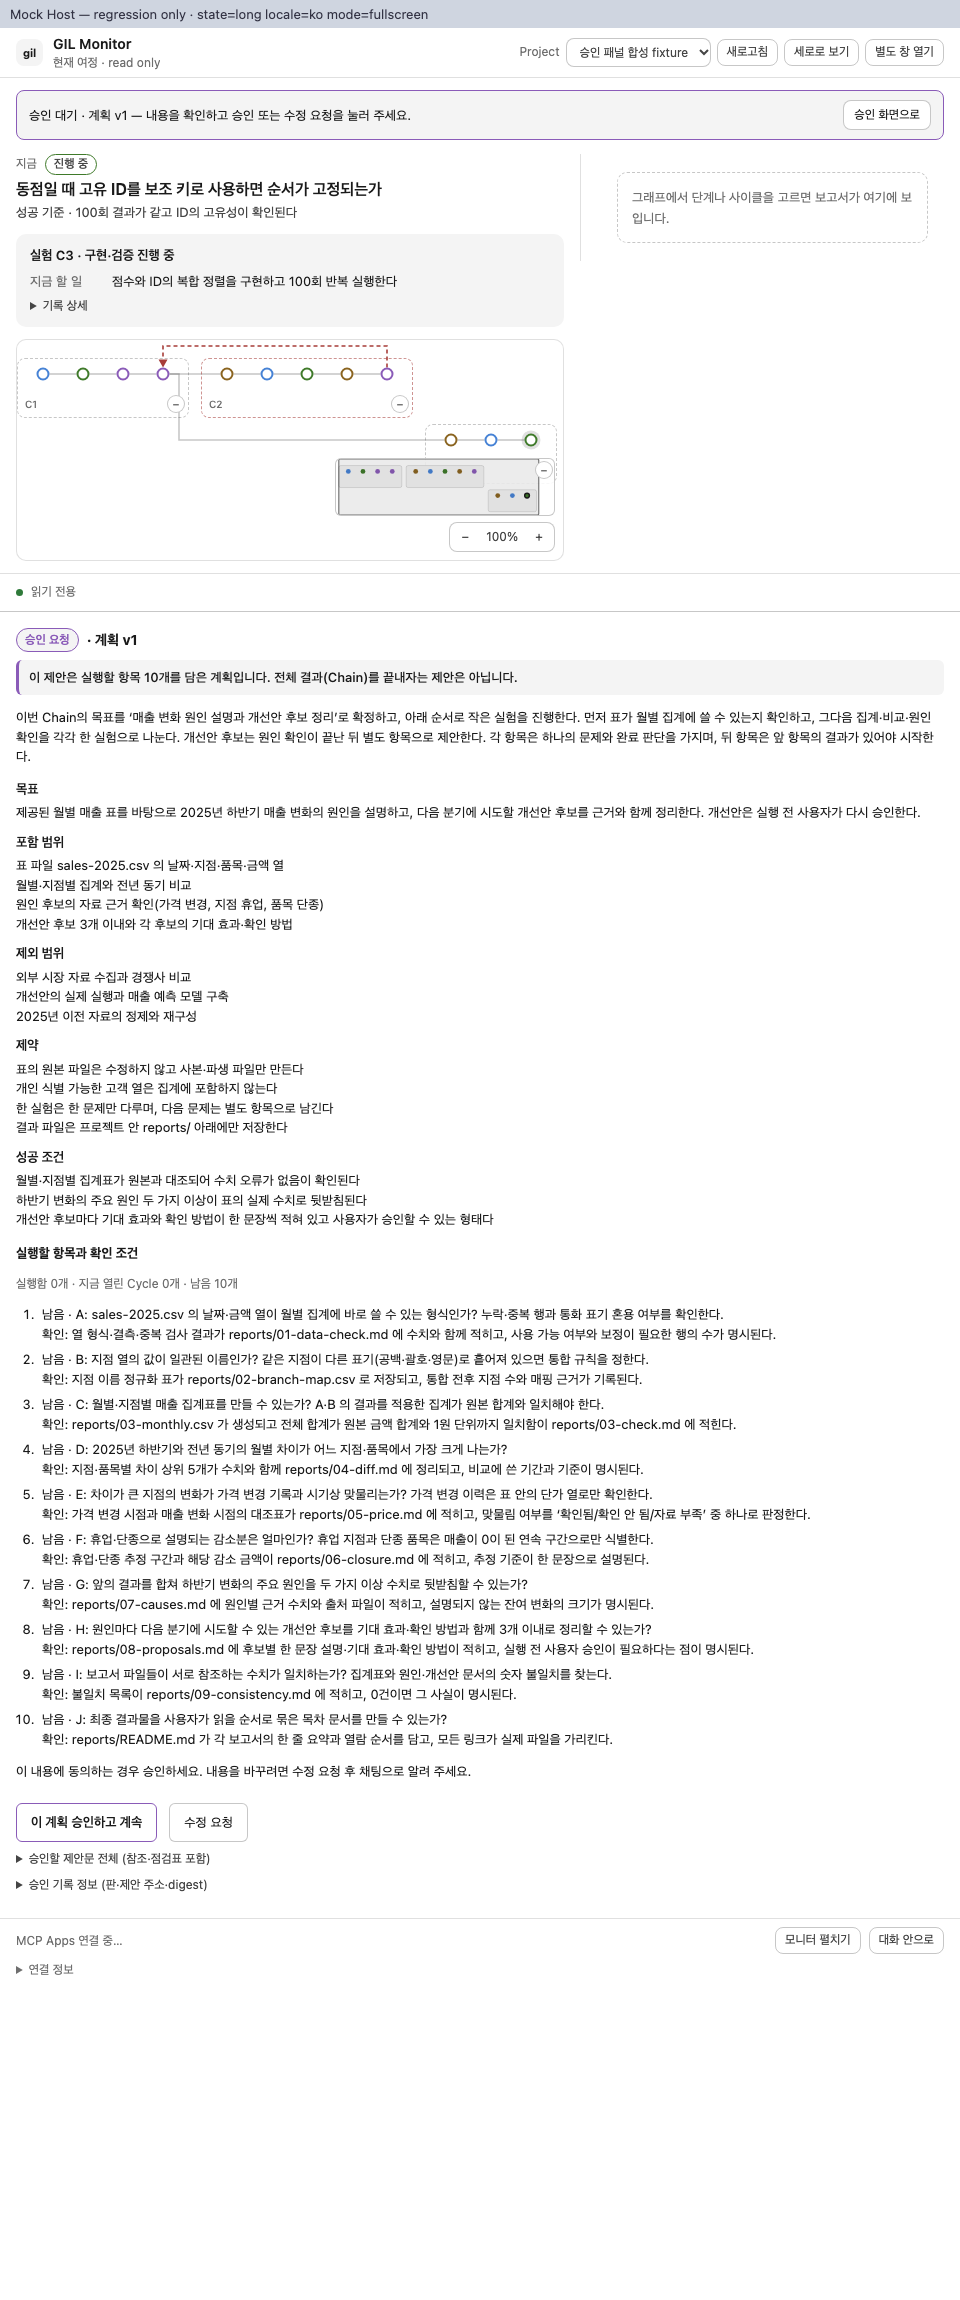 Mock Host — regression only · state=long locale=ko mode=fullscreen
gil
GIL Monitor
현재 여정 · read only
Project
승인 패널 합성 fixture
새로고침
세로로 보기
별도 창 열기
승인 대기 · 계획 v1 — 내용을 확인하고 승인 또는 수정 요청을 눌러 주세요.
승인 화면으로
지금
진행 중
동점일 때 고유 ID를 보조 키로 사용하면 순서가 고정되는가
성공 기준 · 100회 결과가 같고 ID의 고유성이 확인된다
그래프에서 단계나 사이클을 고르면 보고서가 여기에 보
입니다.
실험 C3 · 구현·검증 진행 중
지금 할 일
점수와 ID의 복합 정렬을 구현하고 100회 반복 실행한다
▶ 기록 상세
C1
−
C2
−
−
− 100% +
읽기 전용
승인 요청
· 계획 v1
이 제안은 실행할 항목 10개를 담은 계획입니다. 전체 결과(Chain)를 끝내자는 제안은 아닙니다.
이번 Chain의 목표를 ‘매출 변화 원인 설명과 개선안 후보 정리’로 확정하고, 아래 순서로 작은 실험을 진행한다. 먼저 표가 월별 집계에 쓸 수 있는지 확인하고, 그다음 집계·비교·원인
확인을 각각 한 실험으로 나눈다. 개선안 후보는 원인 확인이 끝난 뒤 별도 항목으로 제안한다. 각 항목은 하나의 문제와 완료 판단을 가지며, 뒤 항목은 앞 항목의 결과가 있어야 시작한
다.
목표
제공된 월별 매출 표를 바탕으로 2025년 하반기 매출 변화의 원인을 설명하고, 다음 분기에 시도할 개선안 후보를 근거와 함께 정리한다. 개선안은 실행 전 사용자가 다시 승인한다.
포함 범위
표 파일 sales-2025.csv 의 날짜·지점·품목·금액 열
월별·지점별 집계와 전년 동기 비교
원인 후보의 자료 근거 확인(가격 변경, 지점 휴업, 품목 단종)
개선안 후보 3개 이내와 각 후보의 기대 효과·확인 방법
제외 범위
외부 시장 자료 수집과 경쟁사 비교
개선안의 실제 실행과 매출 예측 모델 구축
2025년 이전 자료의 정제와 재구성
제약
표의 원본 파일은 수정하지 않고 사본·파생 파일만 만든다
개인 식별 가능한 고객 열은 집계에 포함하지 않는다
한 실험은 한 문제만 다루며, 다음 문제는 별도 항목으로 남긴다
결과 파일은 프로젝트 안 reports/ 아래에만 저장한다
성공 조건
월별·지점별 집계표가 원본과 대조되어 수치 오류가 없음이 확인된다
하반기 변화의 주요 원인 두 가지 이상이 표의 실제 수치로 뒷받침된다
개선안 후보마다 기대 효과와 확인 방법이 한 문장씩 적혀 있고 사용자가 승인할 수 있는 형태다
실행할 항목과 확인 조건
실행함 0개 · 지금 열린 Cycle 0개 · 남음 10개
1. 남음 · A: sales-2025.csv 의 날짜·금액 열이 월별 집계에 바로 쓸 수 있는 형식인가? 누락·중복 행과 통화 표기 혼용 여부를 확인한다.
확인: 열 형식·결측·중복 검사 결과가 reports/01-data-check.md 에 수치와 함께 적히고, 사용 가능 여부와 보정이 필요한 행의 수가 명시된다.
2. 남음 · B: 지점 열의 값이 일관된 이름인가? 같은 지점이 다른 표기(공백·괄호·영문)로 흩어져 있으면 통합 규칙을 정한다.
확인: 지점 이름 정규화 표가 reports/02-branch-map.csv 로 저장되고, 통합 전후 지점 수와 매핑 근거가 기록된다.
3. 남음 · C: 월별·지점별 매출 집계표를 만들 수 있는가? A·B 의 결과를 적용한 집계가 원본 합계와 일치해야 한다.
확인: reports/03-monthly.csv 가 생성되고 전체 합계가 원본 금액 합계와 1원 단위까지 일치함이 reports/03-check.md 에 적힌다.
4. 남음 · D: 2025년 하반기와 전년 동기의 월별 차이가 어느 지점·품목에서 가장 크게 나는가?
확인: 지점·품목별 차이 상위 5개가 수치와 함께 reports/04-diff.md 에 정리되고, 비교에 쓴 기간과 기준이 명시된다.
5. 남음 · E: 차이가 큰 지점의 변화가 가격 변경 기록과 시기상 맞물리는가? 가격 변경 이력은 표 안의 단가 열로만 확인한다.
확인: 가격 변경 시점과 매출 변화 시점의 대조표가 reports/05-price.md 에 적히고, 맞물림 여부를 ‘확인됨/확인 안 됨/자료 부족’ 중 하나로 판정한다.
6. 남음 · F: 휴업·단종으로 설명되는 감소분은 얼마인가? 휴업 지점과 단종 품목은 매출이 0이 된 연속 구간으로만 식별한다.
확인: 휴업·단종 추정 구간과 해당 감소 금액이 reports/06-closure.md 에 적히고, 추정 기준이 한 문장으로 설명된다.
7. 남음 · G: 앞의 결과를 합쳐 하반기 변화의 주요 원인을 두 가지 이상 수치로 뒷받침할 수 있는가?
확인: reports/07-causes.md 에 원인별 근거 수치와 출처 파일이 적히고, 설명되지 않는 잔여 변화의 크기가 명시된다.
8. 남음 · H: 원인마다 다음 분기에 시도할 수 있는 개선안 후보를 기대 효과·확인 방법과 함께 3개 이내로 정리할 수 있는가?
확인: reports/08-proposals.md 에 후보별 한 문장 설명·기대 효과·확인 방법이 적히고, 실행 전 사용자 승인이 필요하다는 점이 명시된다.
9. 남음 · I: 보고서 파일들이 서로 참조하는 수치가 일치하는가? 집계표와 원인·개선안 문서의 숫자 불일치를 찾는다.
확인: 불일치 목록이 reports/09-consistency.md 에 적히고, 0건이면 그 사실이 명시된다.
10. 남음 · J: 최종 결과물을 사용자가 읽을 순서로 묶은 목차 문서를 만들 수 있는가?
확인: reports/README.md 가 각 보고서의 한 줄 요약과 열람 순서를 담고, 모든 링크가 실제 파일을 가리킨다.
이 내용에 동의하는 경우 승인하세요. 내용을 바꾸려면 수정 요청 후 채팅으로 알려 주세요.
이 계획 승인하고 계속
수정 요청
▶ 승인할 제안문 전체 (참조·점검표 포함)
▶ 승인 기록 정보 (판·제안 주소·digest)
MCP Apps 연결 중...
모니터 펼치기
대화 안으로
▶ 연결 정보